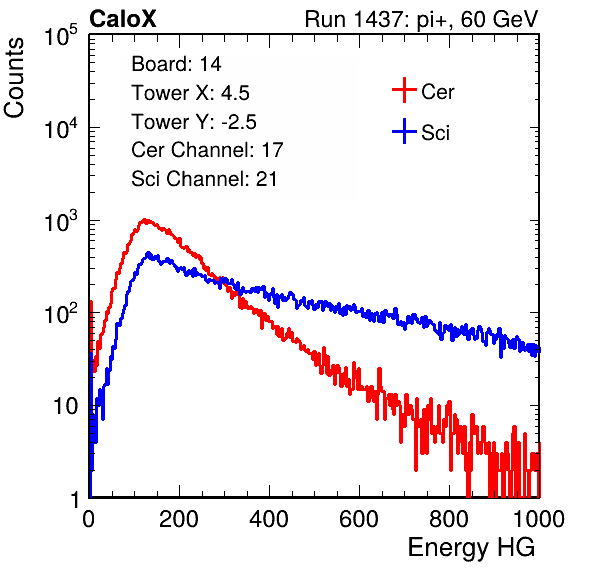 CaloX Run 1437: pi+, 60 GeV
Counts
10^5
10^4
10^3
10^2
10
1
Board: 14
Tower X: 4.5
Tower Y: -2.5
Cer Channel: 17
Sci Channel: 21
Cer
Sci
0 200 400 600 800 1000
Energy HG